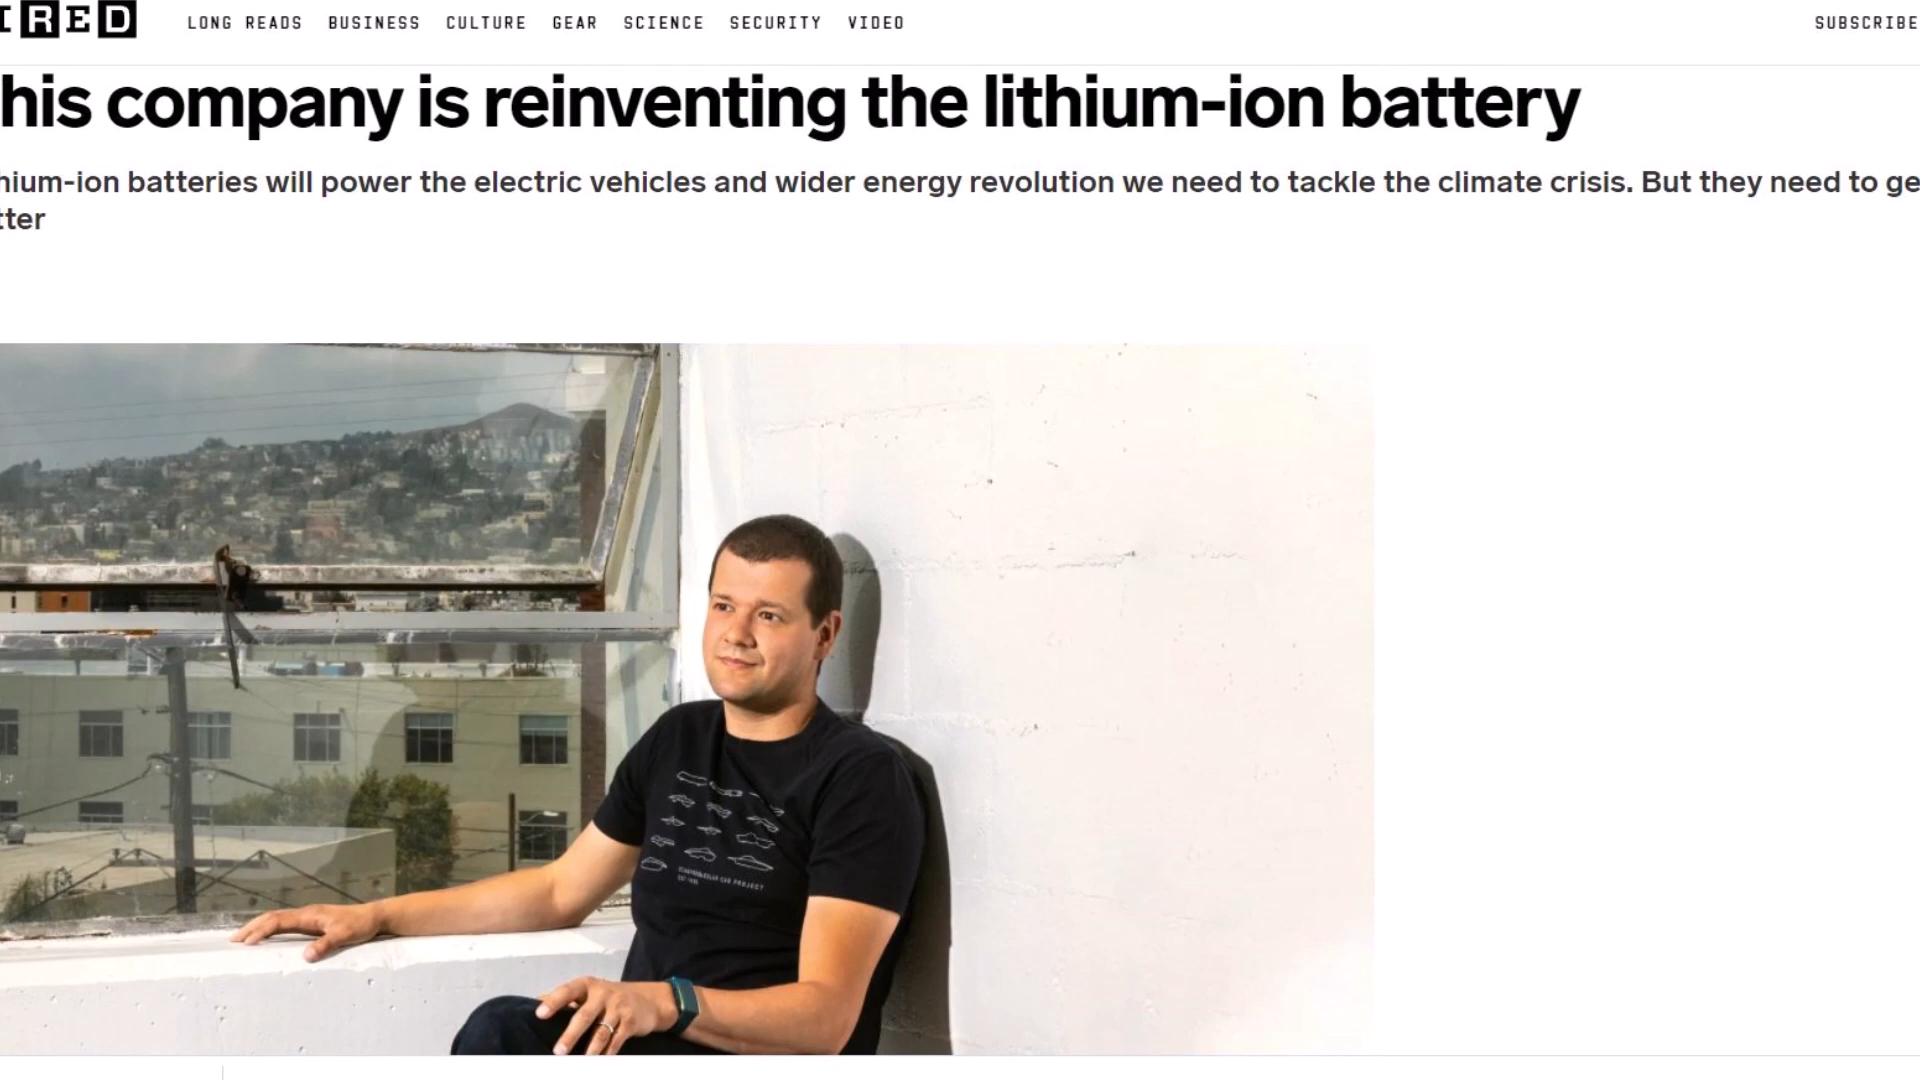 IRED
LONG READS BUSINESS CULTURE GEAR SCIENCE SECURITY VIDEO SUBSCRIBE
his company is reinventing the lithium-ion battery
hium-ion batteries will power the electric vehicles and wider energy revolution we need to tackle the climate crisis. But they need to ge
tter
CAR PROJECT